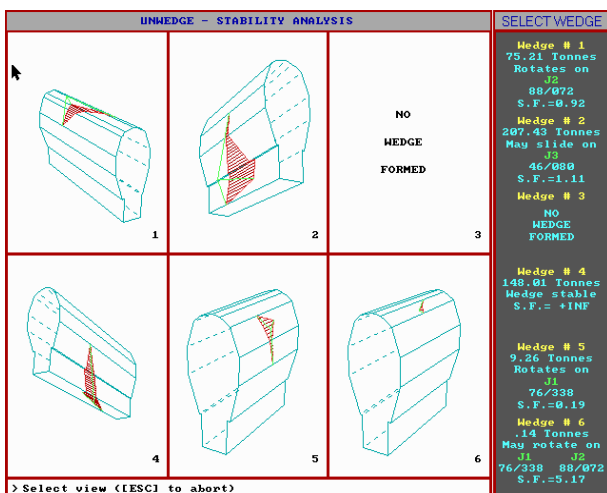 UNWEDGE - STABILITY ANALYSIS
1
2
NO
WEDGE
FORMED
3
4
5
6
> Select view ([ESC] to abort)
SELECT WEDGE
Wedge # 1
75.21 Tonnes
Rotates on
J2
88/072
S.F.=0.92
Wedge # 2
207.43 Tonnes
May slide on
J3
46/080
S.F.=1.11
Wedge # 3
NO
WEDGE
FORMED
Wedge # 4
148.01 Tonnes
Wedge stable
S.F.= +INF
Wedge # 5
9.26 Tonnes
Rotates on
J1
76/338
S.F.=0.19
Wedge # 6
.14 Tonnes
May rotate on
J1 J2
76/338 88/072
S.F.=5.17